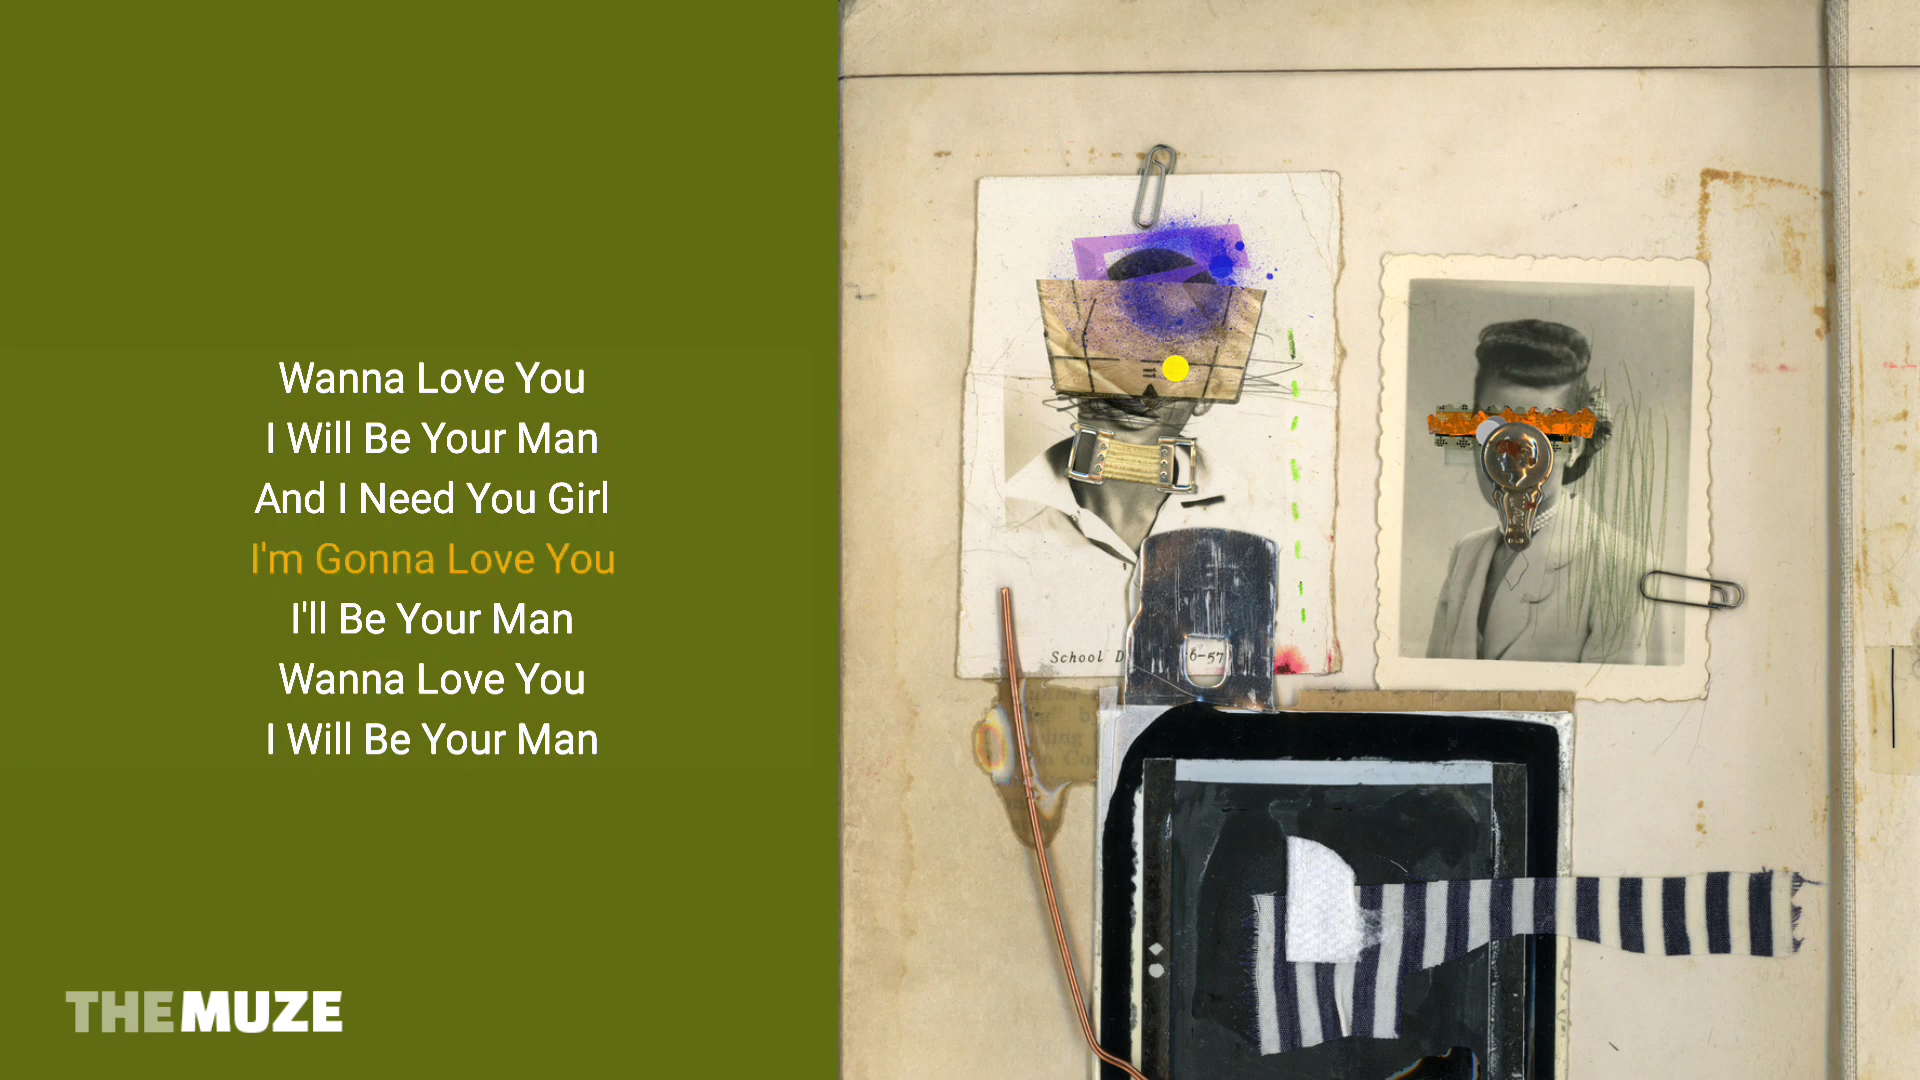 Wanna Love You
I Will Be Your Man
And I Need You Girl
I'm Gonna Love You
I'll Be Your Man
Wanna Love You
I Will Be Your Man
THEMUZE
School D
6-57